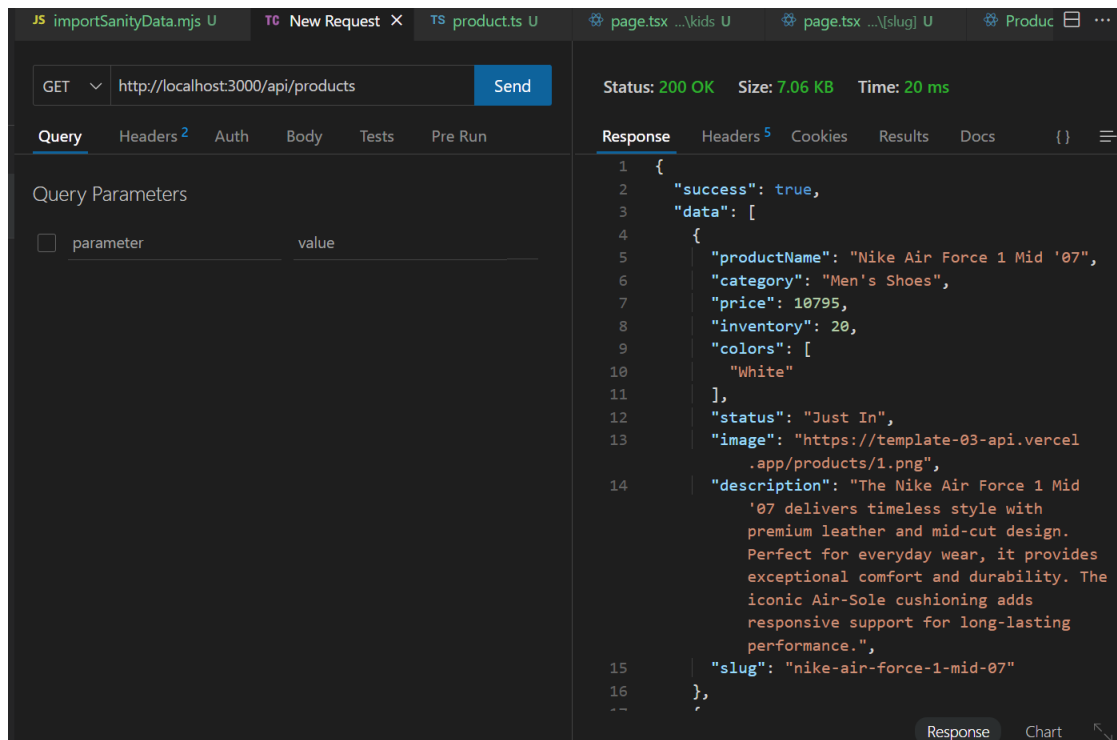 JS importSanityData.mjs U TC New Request × TS product.ts U page.tsx ...\kids U page.tsx ...\[slug] U Produc ...
GET http://localhost:3000/api/products Send
Query Headers 2 Auth Body Tests Pre Run
Query Parameters
parameter value
Status: 200 OK Size: 7.06 KB Time: 20 ms
Response Headers 5 Cookies Results Docs { }
1 {
2 "success": true,
3 "data": [
4 {
5 "productName": "Nike Air Force 1 Mid '07",
6 "category": "Men's Shoes",
7 "price": 10795,
8 "inventory": 20,
9 "colors": [
10 "White"
11 ],
12 "status": "Just In",
13 "image": "https://template-03-api.vercel
.app/products/1.png",
14 "description": "The Nike Air Force 1 Mid
'07 delivers timeless style with
premium leather and mid-cut design.
Perfect for everyday wear, it provides
exceptional comfort and durability. The
iconic Air-Sole cushioning adds
responsive support for long-lasting
performance.",
15 "slug": "nike-air-force-1-mid-07"
16 },
Response Chart